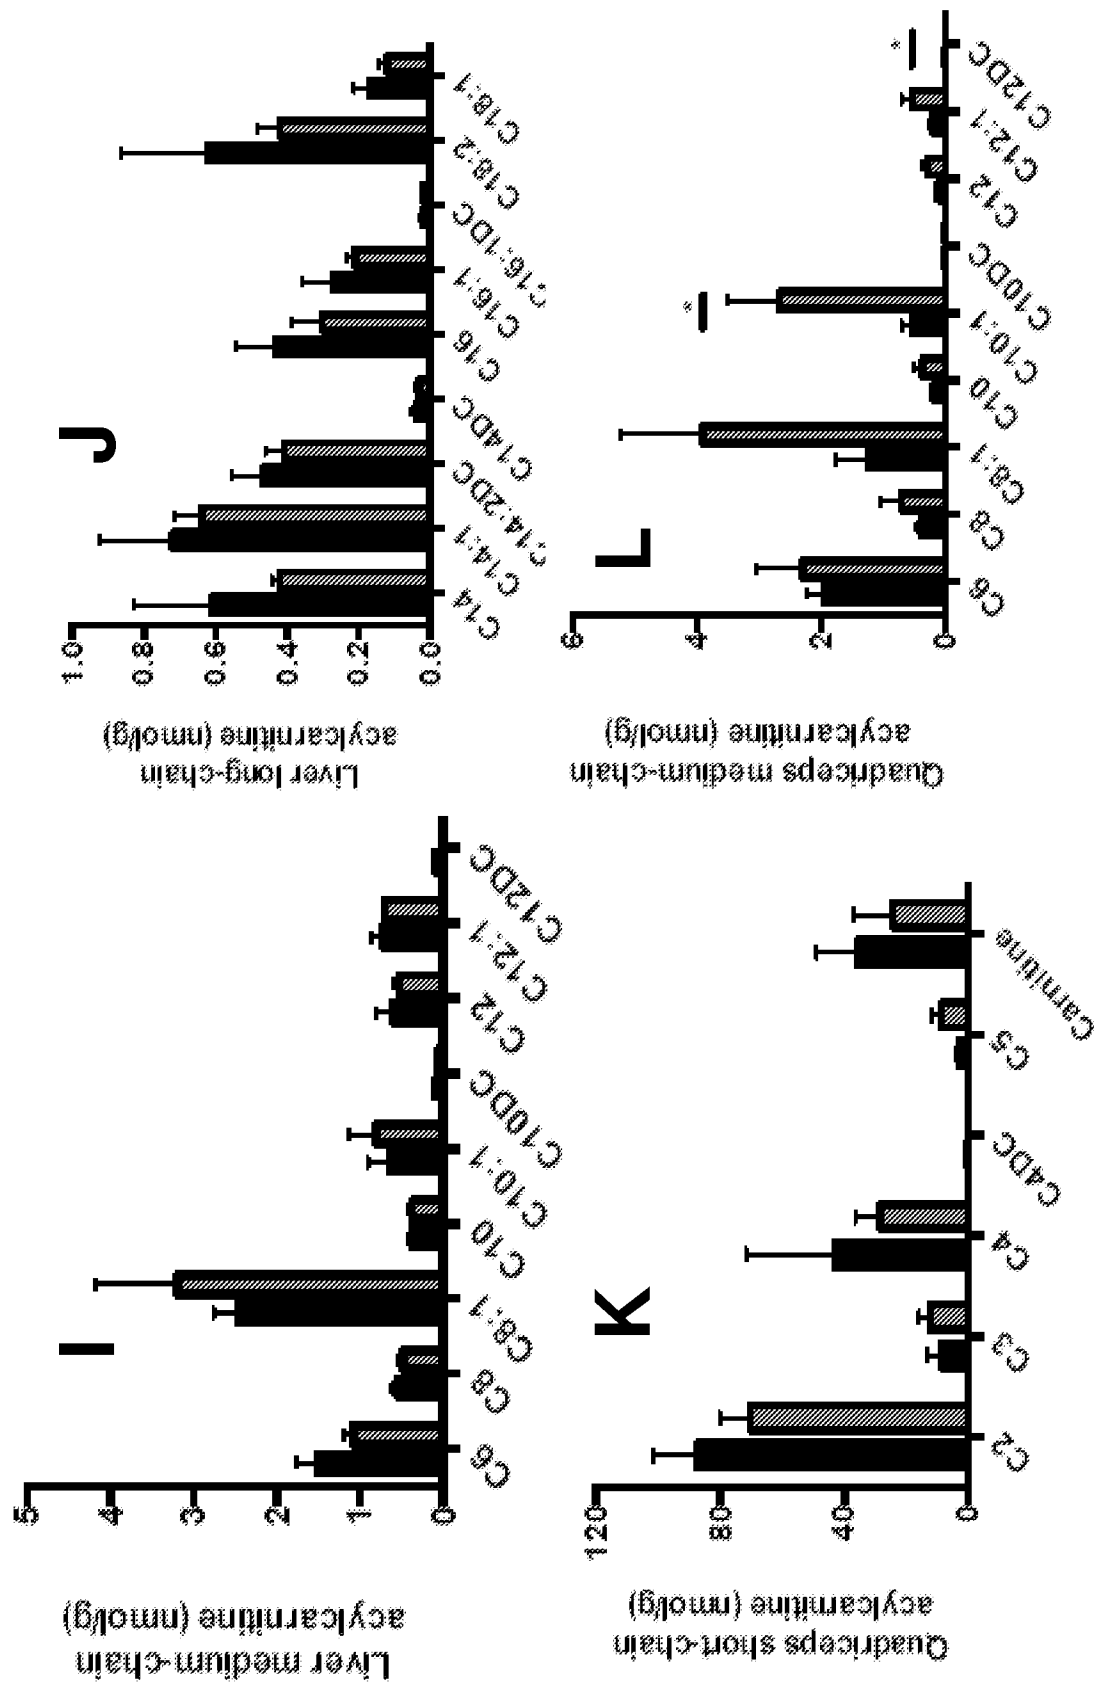 I
Liver medium-chain
acylcarnitine (nmol/g)
5
4
3
2
1
0
C6
C8
C8:1
C10
C10:1
C10DC
C12
C12:1
C12DC
J
Liver long-chain
acylcarnitine (nmol/g)
1.0
0.8
0.6
0.4
0.2
0.0
C14
C14:1
C14:2DC
C14DC
C16
C16:1
C16:1DC
C18:2
C18:1
K
Quadriceps short-chain
acylcarnitine (nmol/g)
120
80
40
0
C2
C3
C4
C4DC
C5
Carnitine
L
Quadriceps medium-chain
acylcarnitine (nmol/g)
6
4
2
0
C6
C8
C8:1
C10
C10:1
C10DC
C12
C12:1
C12DC
*
*